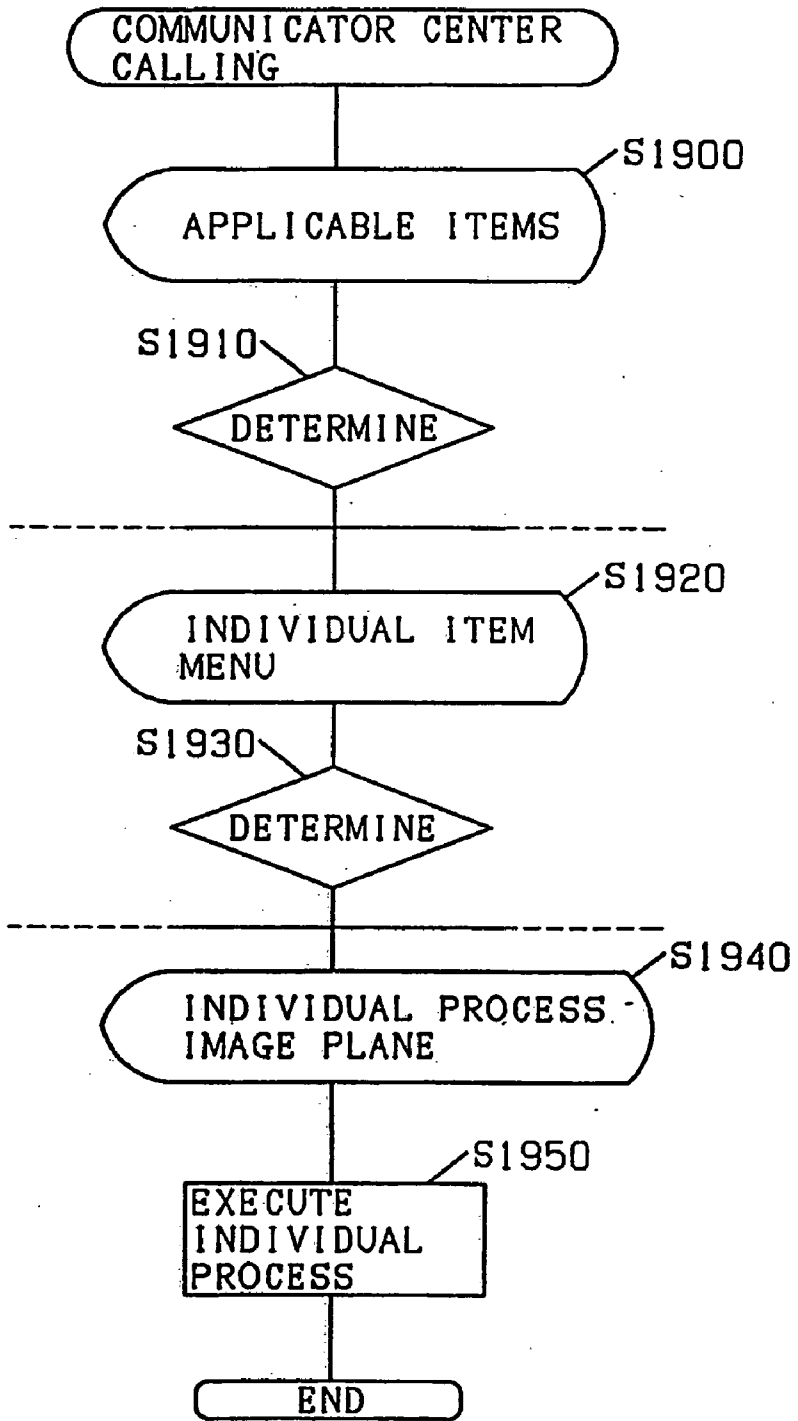 COMMUNICATOR CENTER
CALLING
S1900
APPLICABLE ITEMS
S1910
DETERMINE
S1920
INDIVIDUAL ITEM
MENU
S1930
DETERMINE
S1940
INDIVIDUAL PROCESS
IMAGE PLANE
S1950
EXECUTE
INDIVIDUAL
PROCESS
END